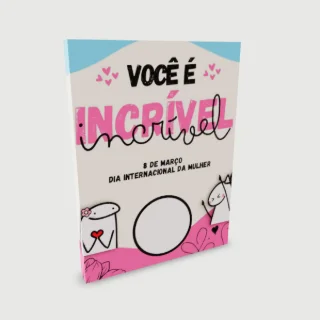 VOCÊ É
INCRÍVEL
incrível
8 DE MARÇO
DIA INTERNACIONAL DA MULHER